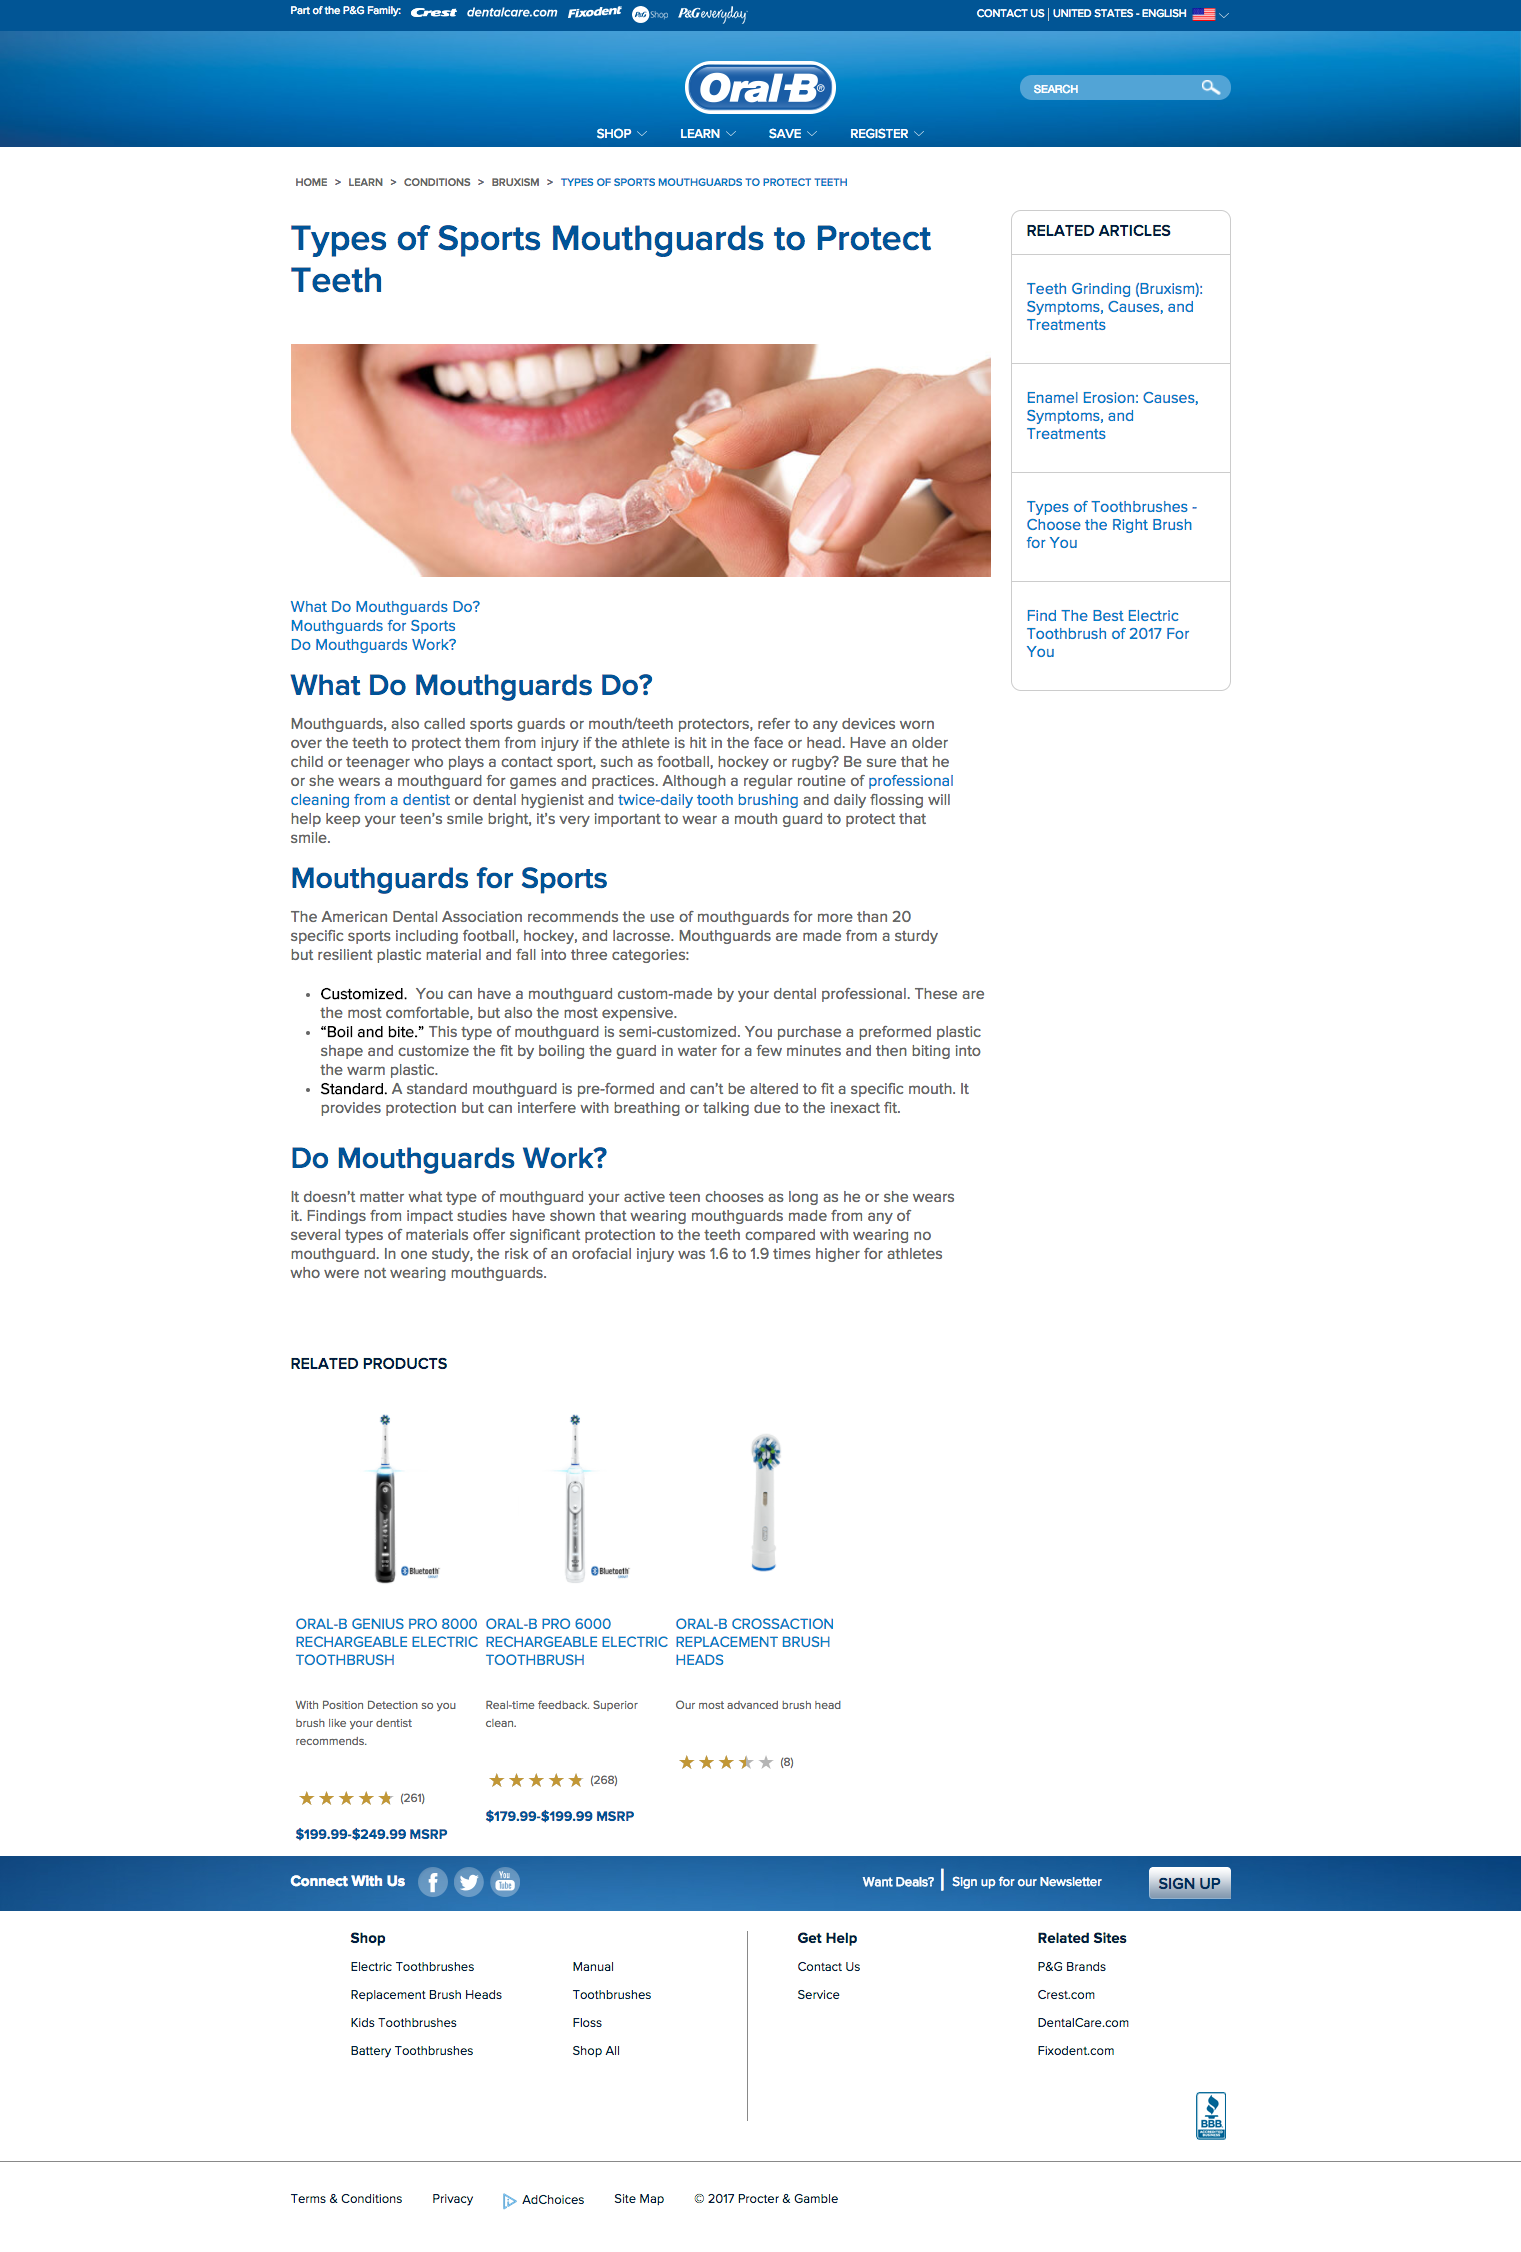 Part of the P&G Family: Crest dentalcare.com Fixodent P&G Shop P&G everyday
CONTACT US | UNITED STATES - ENGLISH
Oral-B®
SEARCH
SHOP LEARN SAVE REGISTER
HOME > LEARN > CONDITIONS > BRUXISM > TYPES OF SPORTS MOUTHGUARDS TO PROTECT TEETH
Types of Sports Mouthguards to Protect
Teeth
What Do Mouthguards Do?
Mouthguards for Sports
Do Mouthguards Work?
What Do Mouthguards Do?
Mouthguards, also called sports guards or mouth/teeth protectors, refer to any devices worn
over the teeth to protect them from injury if the athlete is hit in the face or head. Have an older
child or teenager who plays a contact sport, such as football, hockey or rugby? Be sure that he
or she wears a mouthguard for games and practices. Although a regular routine of professional
cleaning from a dentist or dental hygienist and twice-daily tooth brushing and daily flossing will
help keep your teen's smile bright, it's very important to wear a mouth guard to protect that
smile.
Mouthguards for Sports
The American Dental Association recommends the use of mouthguards for more than 20
specific sports including football, hockey, and lacrosse. Mouthguards are made from a sturdy
but resilient plastic material and fall into three categories:
• Customized. You can have a mouthguard custom-made by your dental professional. These are
the most comfortable, but also the most expensive.
• “Boil and bite.” This type of mouthguard is semi-customized. You purchase a preformed plastic
shape and customize the fit by boiling the guard in water for a few minutes and then biting into
the warm plastic.
• Standard. A standard mouthguard is pre-formed and can't be altered to fit a specific mouth. It
provides protection but can interfere with breathing or talking due to the inexact fit.
Do Mouthguards Work?
It doesn't matter what type of mouthguard your active teen chooses as long as he or she wears
it. Findings from impact studies have shown that wearing mouthguards made from any of
several types of materials offer significant protection to the teeth compared with wearing no
mouthguard. In one study, the risk of an orofacial injury was 1.6 to 1.9 times higher for athletes
who were not wearing mouthguards.
RELATED ARTICLES
Teeth Grinding (Bruxism):
Symptoms, Causes, and
Treatments
Enamel Erosion: Causes,
Symptoms, and
Treatments
Types of Toothbrushes -
Choose the Right Brush
for You
Find The Best Electric
Toothbrush of 2017 For
You
RELATED PRODUCTS
Bluetooth
ORAL-B GENIUS PRO 8000
RECHARGEABLE ELECTRIC
TOOTHBRUSH
With Position Detection so you
brush like your dentist
recommends.
(261)
$199.99-$249.99 MSRP
Bluetooth
ORAL-B PRO 6000
RECHARGEABLE ELECTRIC
TOOTHBRUSH
Real-time feedback. Superior
clean.
(268)
$179.99-$199.99 MSRP
ORAL-B CROSSACTION
REPLACEMENT BRUSH
HEADS
Our most advanced brush head
(8)
Connect With Us
You
Tube
Want Deals? | Sign up for our Newsletter
SIGN UP
Shop
Electric Toothbrushes
Replacement Brush Heads
Kids Toothbrushes
Battery Toothbrushes
Manual
Toothbrushes
Floss
Shop All
Get Help
Contact Us
Service
Related Sites
P&G Brands
Crest.com
DentalCare.com
Fixodent.com
BBB.
ACCREDITED
BUSINESS
Terms & Conditions Privacy AdChoices Site Map © 2017 Procter & Gamble